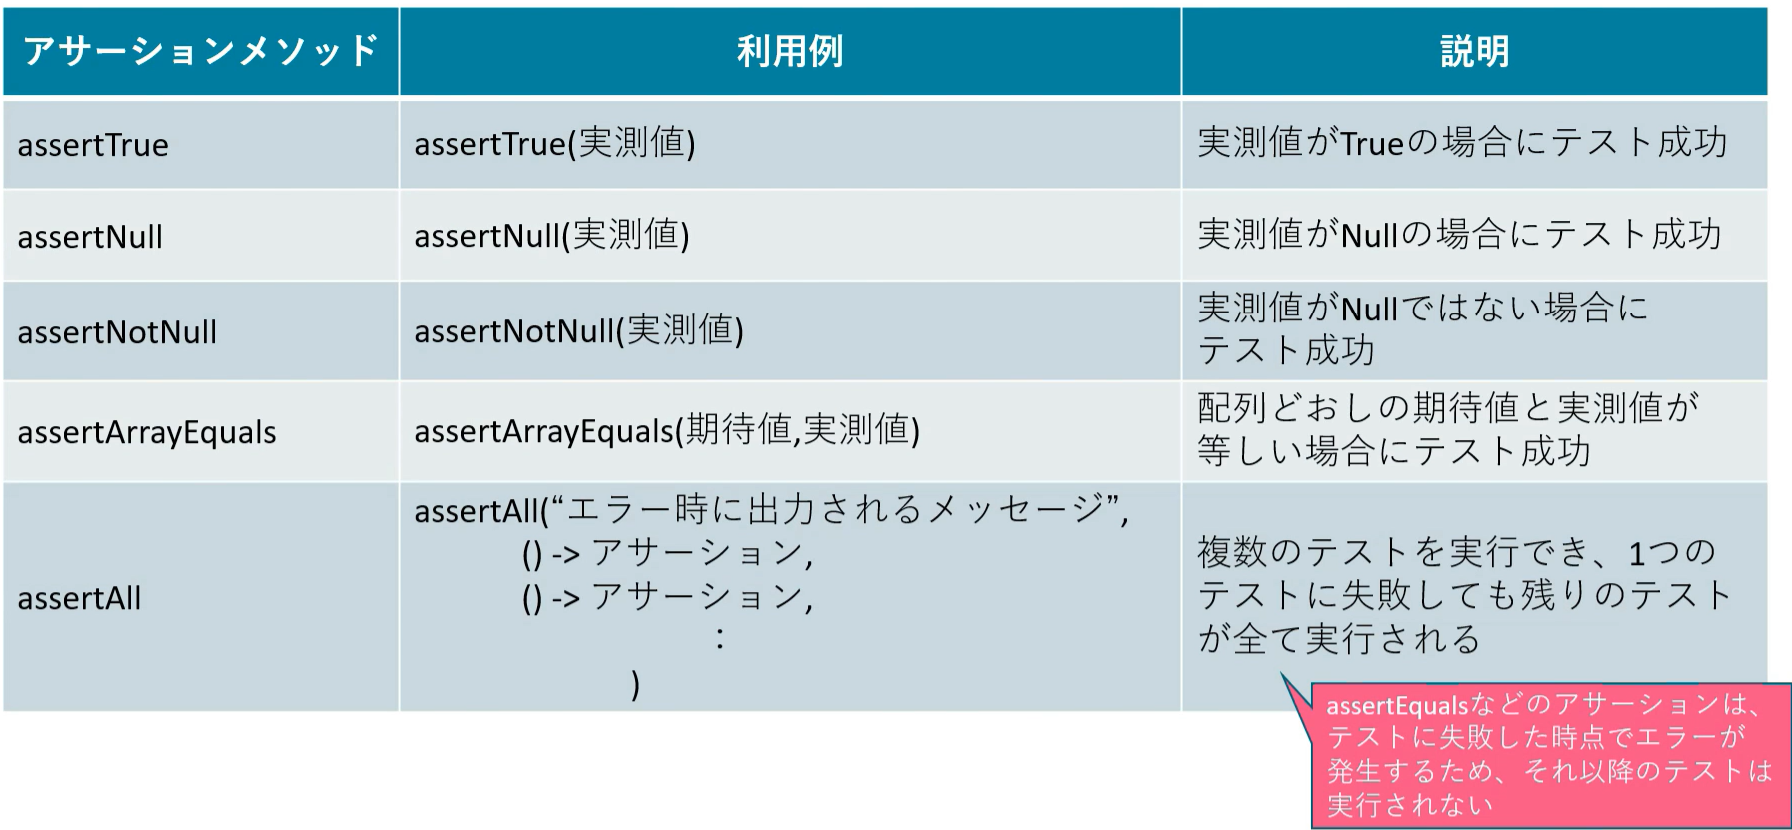 アサーションメソッド
利用例
説明
assertTrue
assertTrue(実測値)
実測値がTrueの場合にテスト成功
assertNull
assertNull(実測値)
実測値がNullの場合にテスト成功
assertNotNull
assertNotNull(実測値)
実測値がNullではない場合に
テスト成功
assertArrayEquals
assertArrayEquals(期待値,実測値)
配列どおしの期待値と実測値が
等しい場合にテスト成功
assertAll
assertAll(“エラー時に出力されるメッセージ”,
() -> アサーション,
() -> アサーション,
:
)
複数のテストを実行でき、1つの
テストに失敗しても残りのテスト
が全て実行される
assertEqualsなどのアサーションは、
テストに失敗した時点でエラーが
発生するため、それ以降のテストは
実行されない